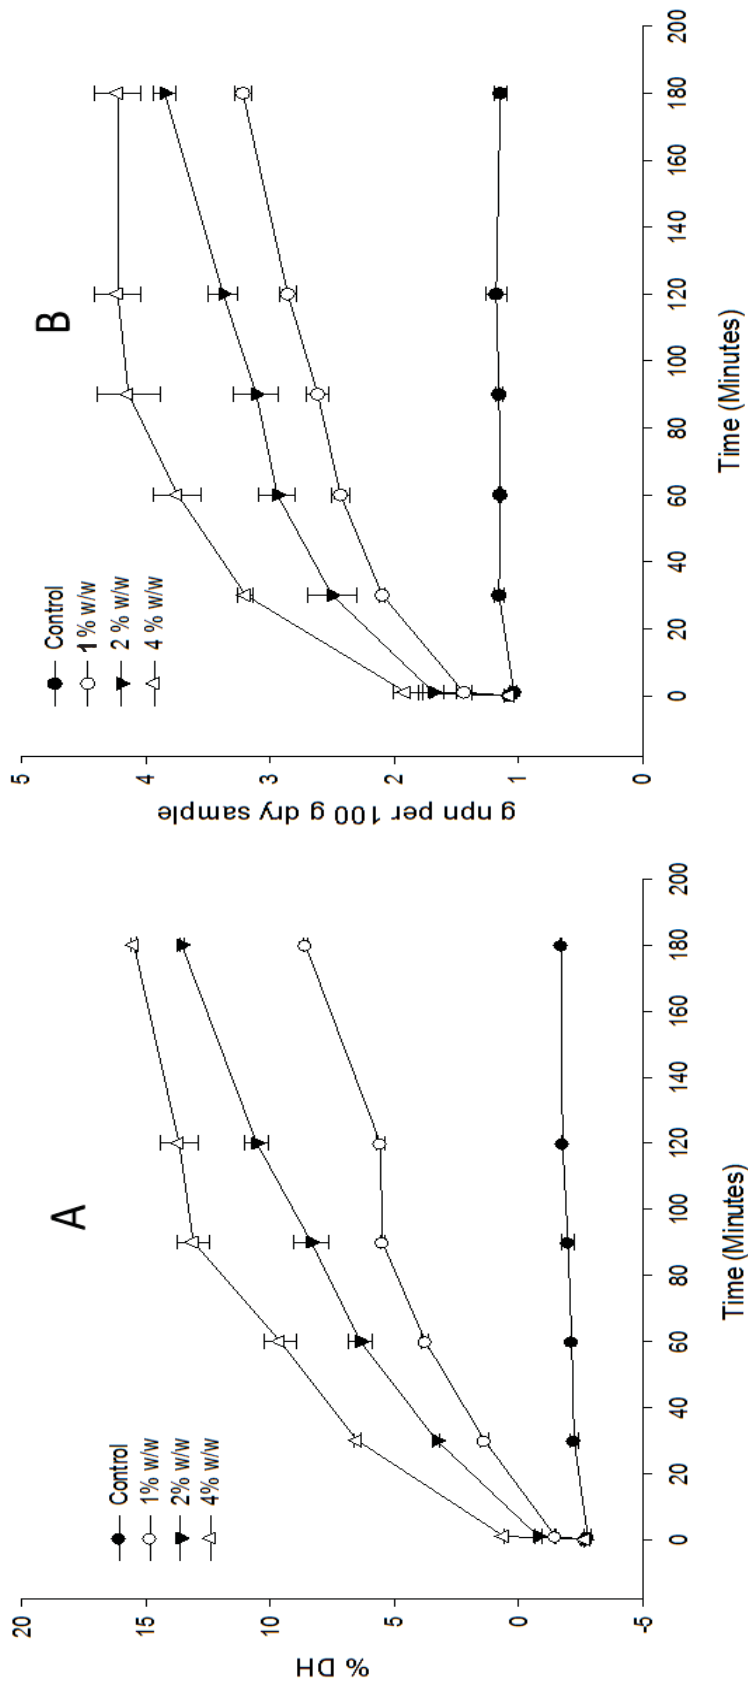 A
Control
1% w/w
2% w/w
4% w/w
% DH
20
15
10
5
0
-5
0 20 40 60 80 100 120 140 160 180 200
Time (Minutes)
B
Control
1 % w/w
2 % w/w
4 % w/w
g npn per 100 g dry sample
5
4
3
2
1
0
0 20 40 60 80 100 120 140 160 180 200
Time (Minutes)